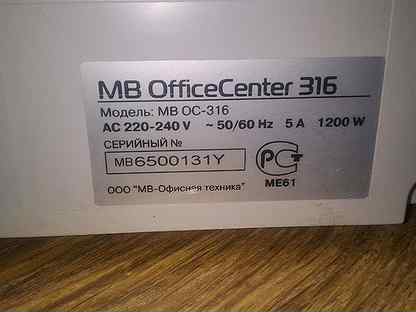 MB OfficeCenter 316
Модель: MB OC-316
AC 220-240 V ~ 50/60 Hz 5 A 1200 W
СЕРИЙНЫЙ №
MB6500131Y
РСТ
ME61
ООО "МВ-Офисная техника"